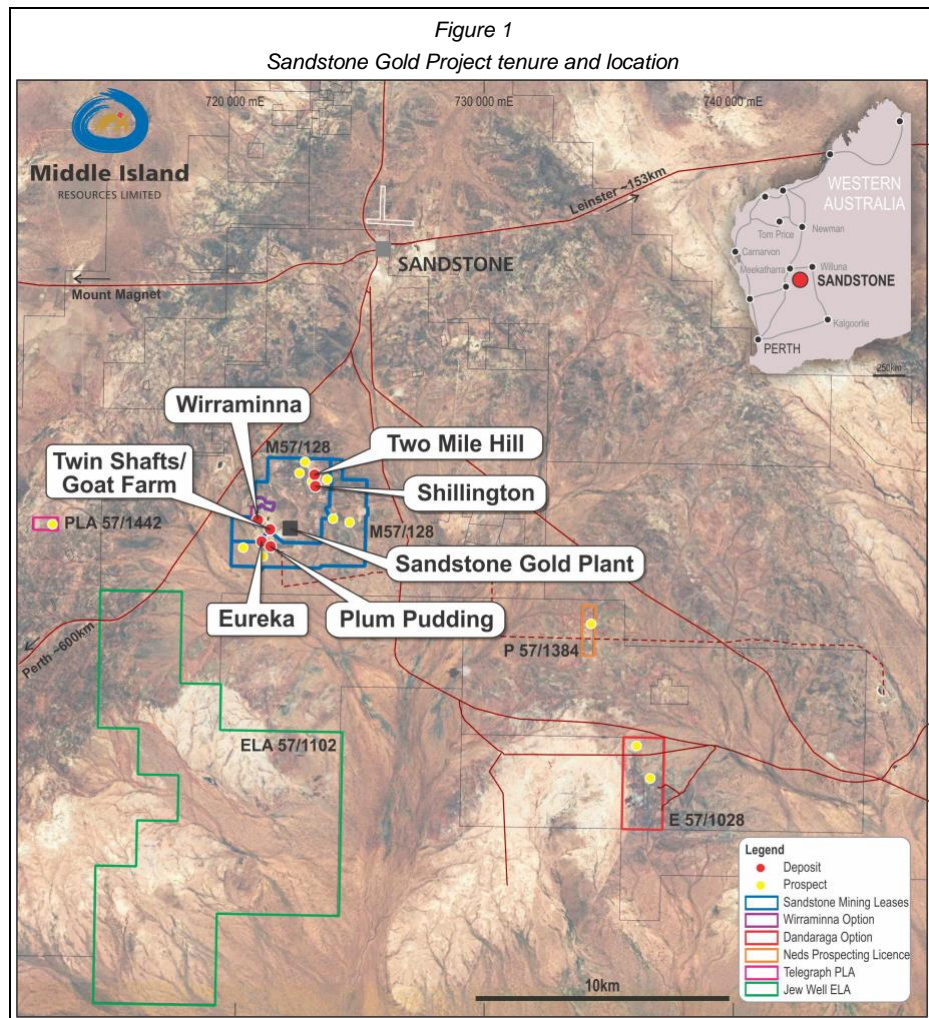 Figure 1
Sandstone Gold Project tenure and location
720 000 mE
730 000 mE
740 000 mE
Middle Island
RESOURCES LIMITED
Leinster ~153km
SANDSTONE
Mount Magnet
WESTERN
AUSTRALIA
Tom Price
Newman
Carnarvon
Meekatharra
Wiluna
SANDSTONE
Kalgoorlie
PERTH
250km
Wirraminna
M57/128
Two Mile Hill
Twin Shafts/
Goat Farm
Shillington
PLA 57/1442
M57/128
Sandstone Gold Plant
Eureka
Plum Pudding
Perth ~600km
P 57/1384
ELA 57/1102
E 57/1028
Legend
Deposit
Prospect
Sandstone Mining Leases
Wirraminna Option
Dandaraga Option
Neds Prospecting Licence
Telegraph PLA
Jew Well ELA
10km